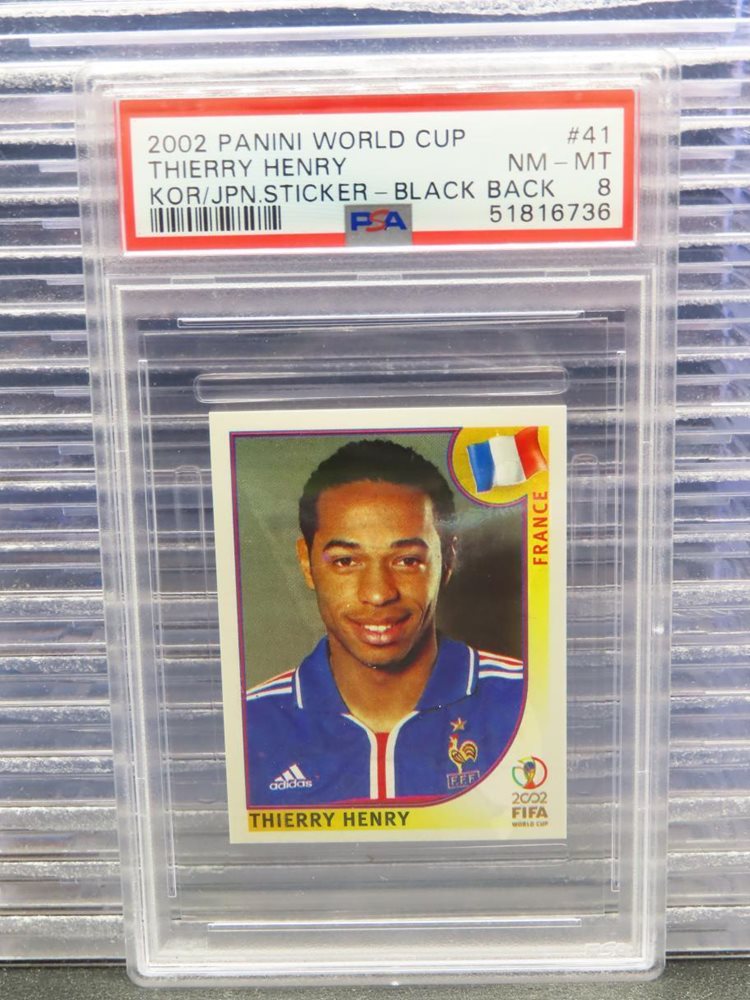 2002 PANINI WORLD CUP #41
THIERRY HENRY NM - MT
KOR/JPN.STICKER - BLACK BACK 8
PSA 51816736
FRANCE
adidas
F.F.F.
2002
FIFA
WORLD CUP
THIERRY HENRY